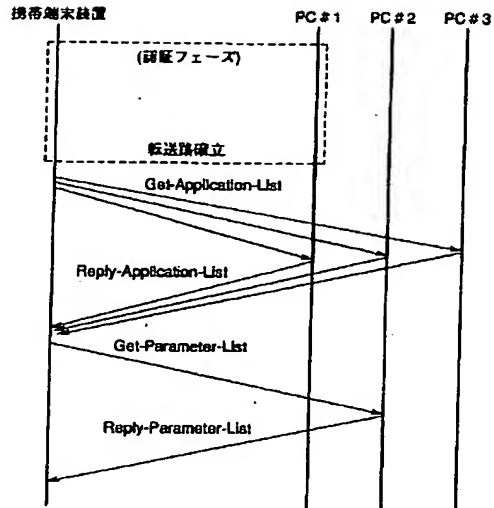 携帯端末装置 PC#1 PC#2 PC#3
(認証フェーズ)
転送路確立
Get-Application-List
Reply-Application-List
Get-Parameter-List
Reply-Parameter-List